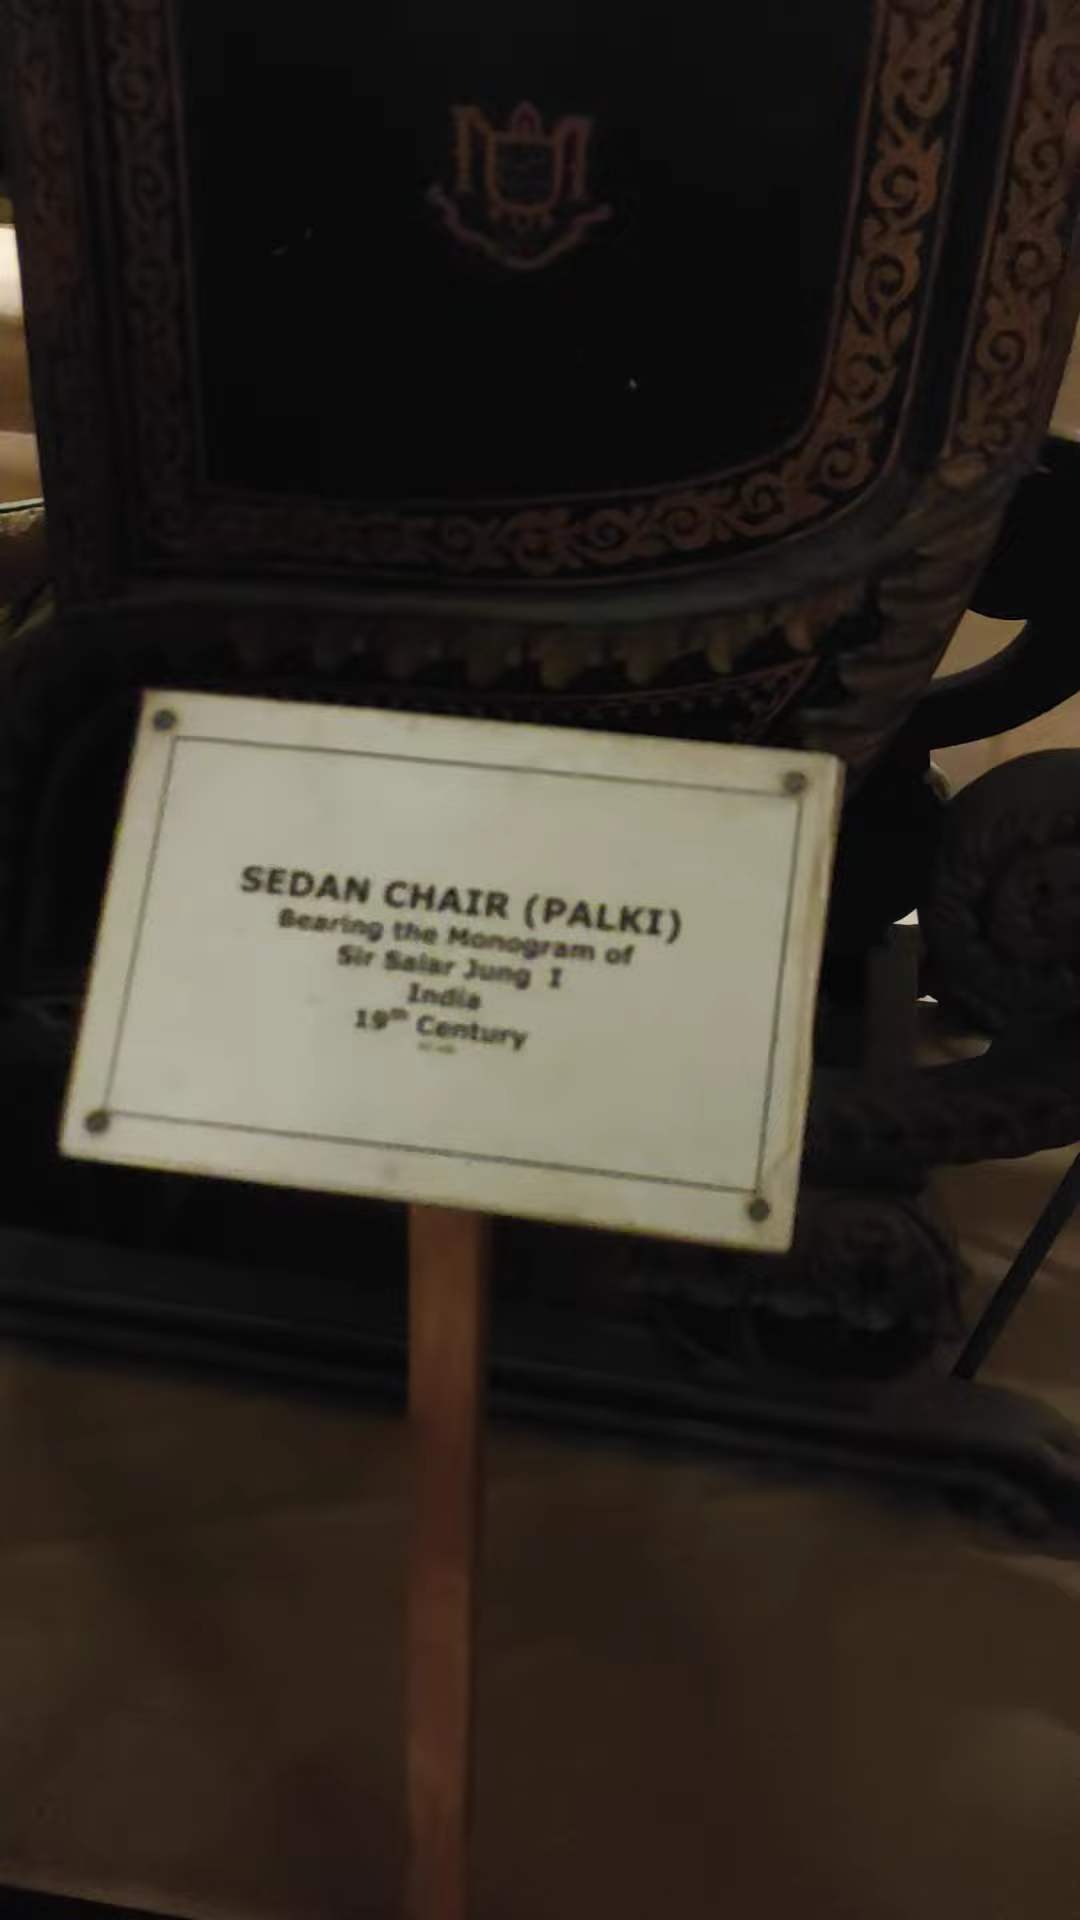 SEDAN CHAIR (PALKI)
Bearing the Monogram of
Sir Salar Jung I
India
19th Century